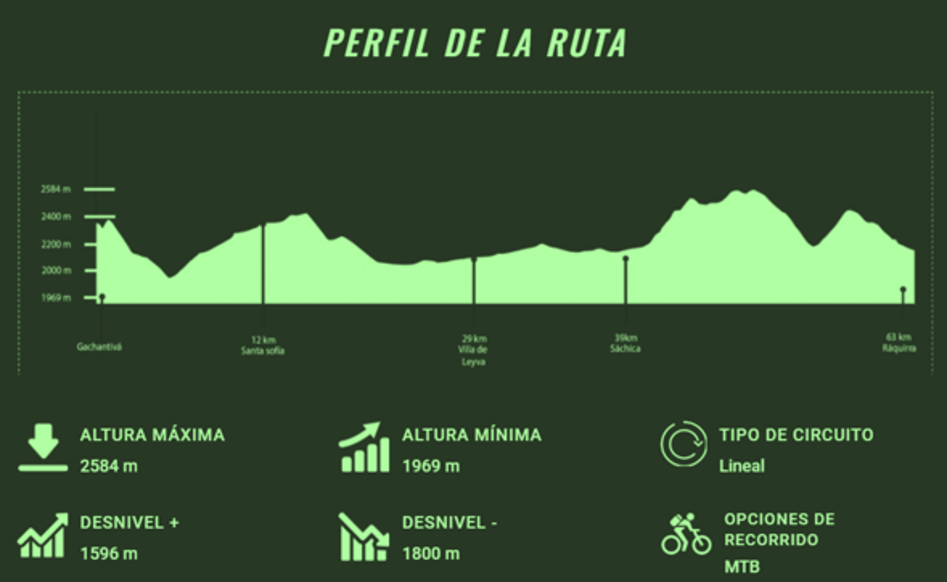 PERFIL DE LA RUTA
2584 m
2400 m
2200 m
2000 m
1969 m
Gachantivá
12 km
Santa sofía
29 km
Villa de
Leyva
39km
Sáchica
63 km
Ráquira
ALTURA MÁXIMA
2584 m
ALTURA MÍNIMA
1969 m
TIPO DE CIRCUITO
Lineal
DESNIVEL +
1596 m
DESNIVEL -
1800 m
OPCIONES DE
RECORRIDO
MTB